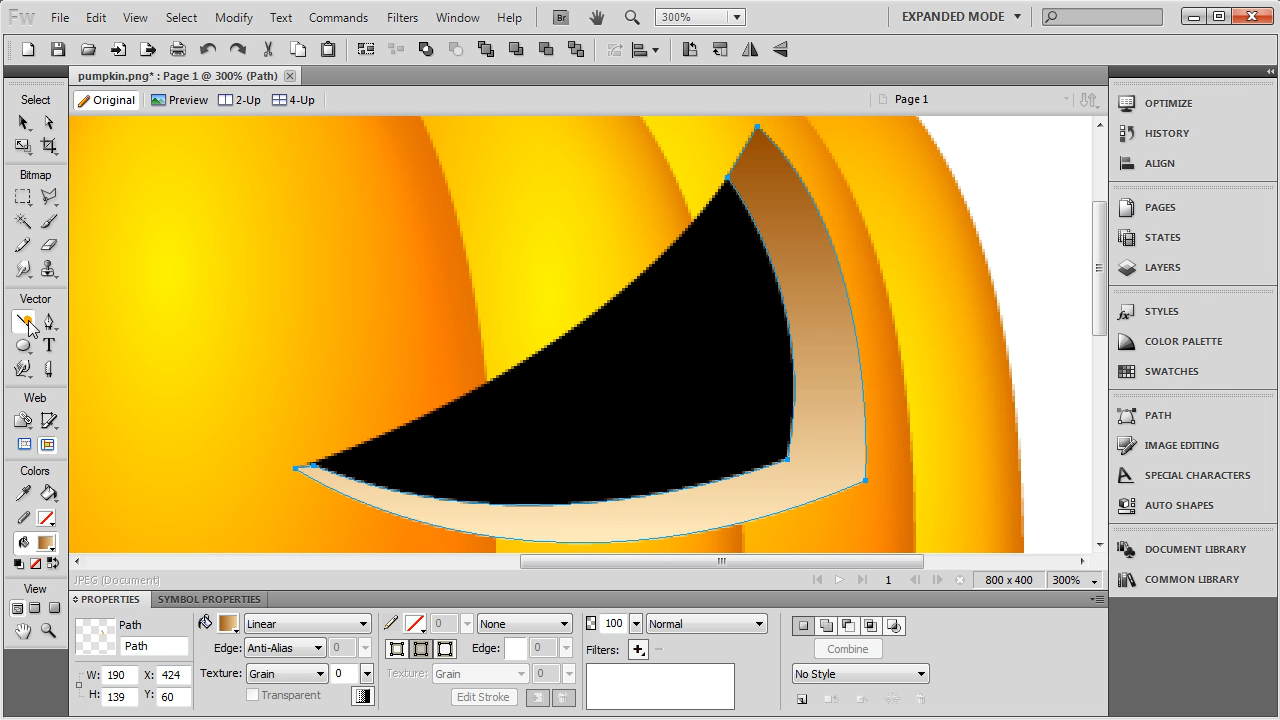 Fw File Edit View Select Modify Text Commands Filters Window Help Br 300% EXPANDED MODE
pumpkin.png* : Page 1 @ 300% (Path)
Original Preview 2-Up 4-Up Page 1
Select
Bitmap
Vector
T
Web
Colors
View
OPTIMIZE
HISTORY
ALIGN
PAGES
STATES
LAYERS
STYLES
COLOR PALETTE
SWATCHES
PATH
IMAGE EDITING
SPECIAL CHARACTERS
AUTO SHAPES
DOCUMENT LIBRARY
COMMON LIBRARY
JPEG (Document) 1 800 x 400 300%
PROPERTIES SYMBOL PROPERTIES
Path
Path
W: 190 X: 424
H: 139 Y: 60
Linear 0 None 100 Normal
Edge: Anti-Alias 0 Edge: 0 Filters:
Texture: Grain 0 Texture: Grain 0
Transparent Edit Stroke
Combine
No Style